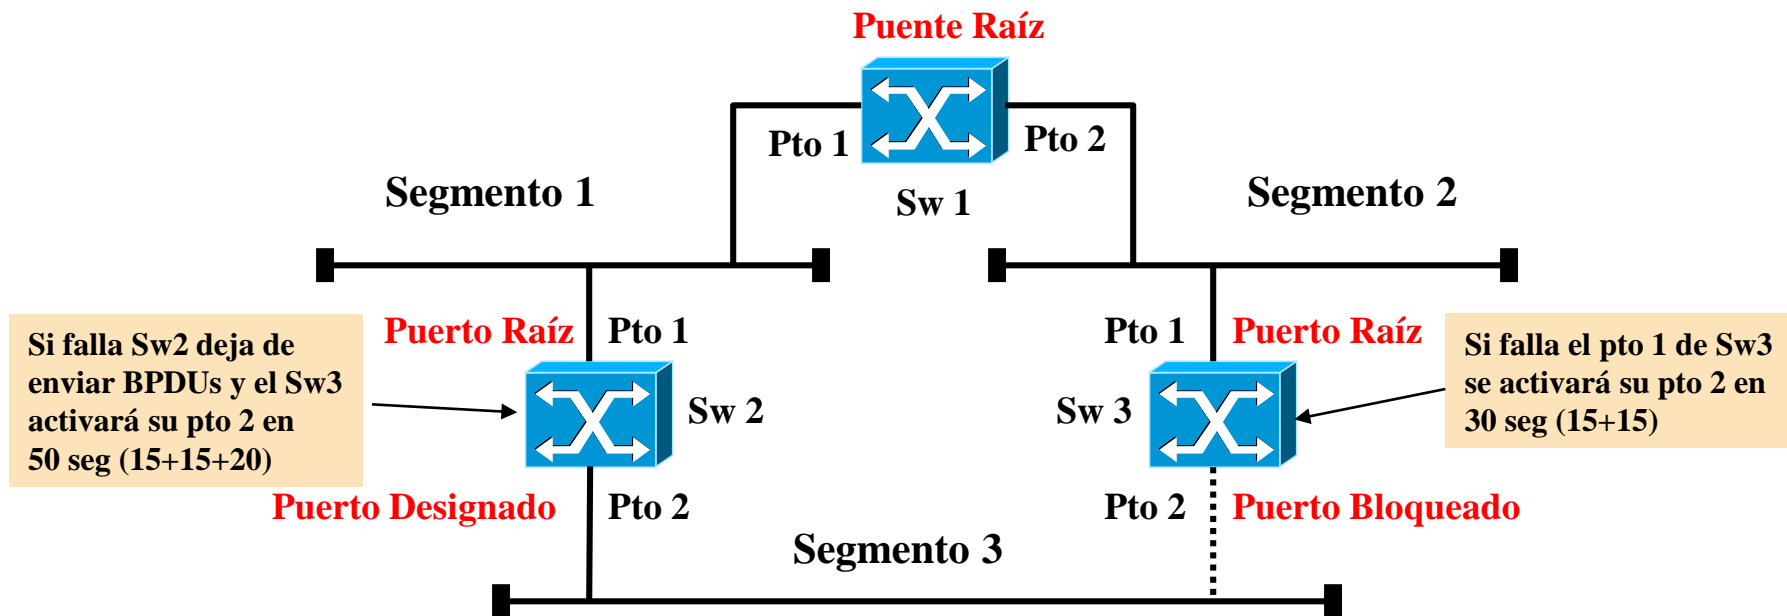 Puente Raíz
Pto 1
Pto 2
Segmento 1
Sw 1
Segmento 2
Si falla Sw2 deja de
enviar BPDUs y el Sw3
activará su pto 2 en
50 seg (15+15+20)
Puerto Raíz
Pto 1
Sw 2
Puerto Designado
Pto 2
Pto 1
Puerto Raíz
Sw 3
Pto 2
Puerto Bloqueado
Si falla el pto 1 de Sw3
se activará su pto 2 en
30 seg (15+15)
Segmento 3